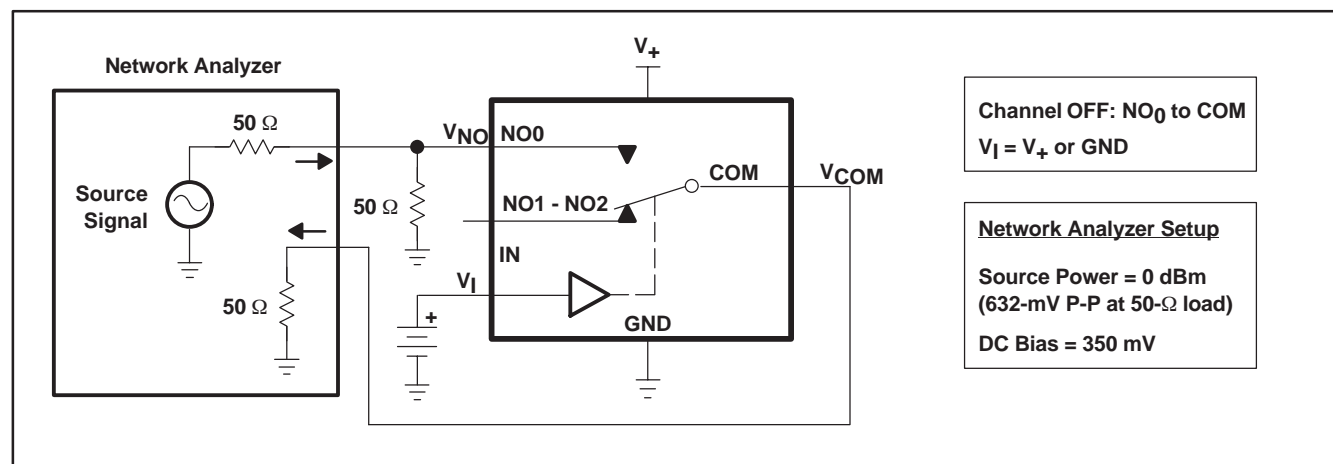 Network Analyzer
50 Ω
Source
Signal
50 Ω
V+
VNO
NO0
50 Ω
NO1 - NO2
COM
VCOM
IN
VI
+
GND
Channel OFF: NO0 to COM
VI = V+ or GND
Network Analyzer Setup
Source Power = 0 dBm
(632-mV P-P at 50-Ω load)
DC Bias = 350 mV